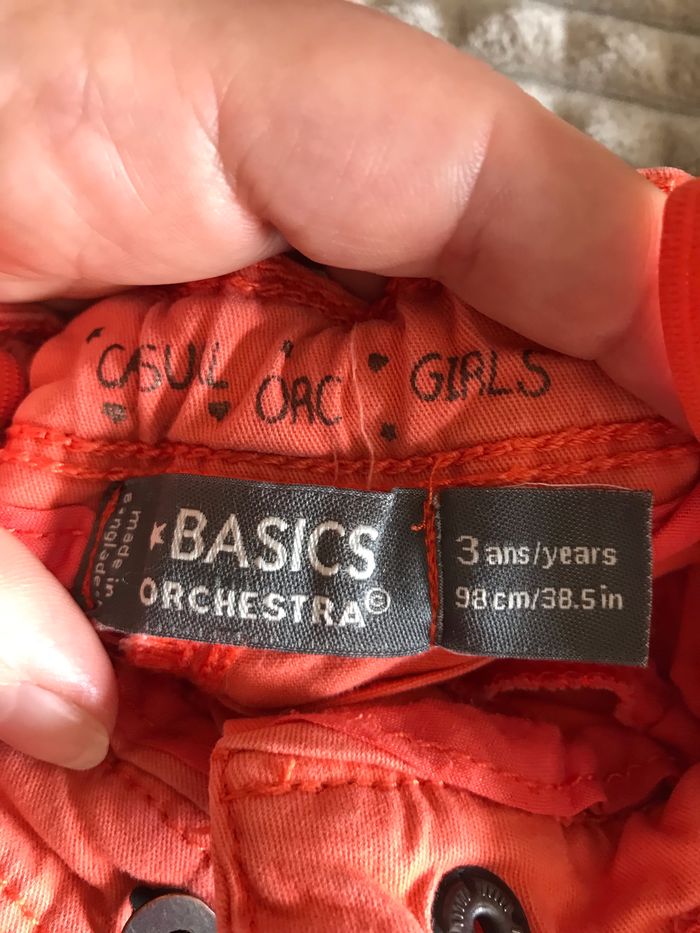 CASUL ORC GIRLS
made in
BASICS
ORCHESTRA©
3 ans/years
98cm/38.5in